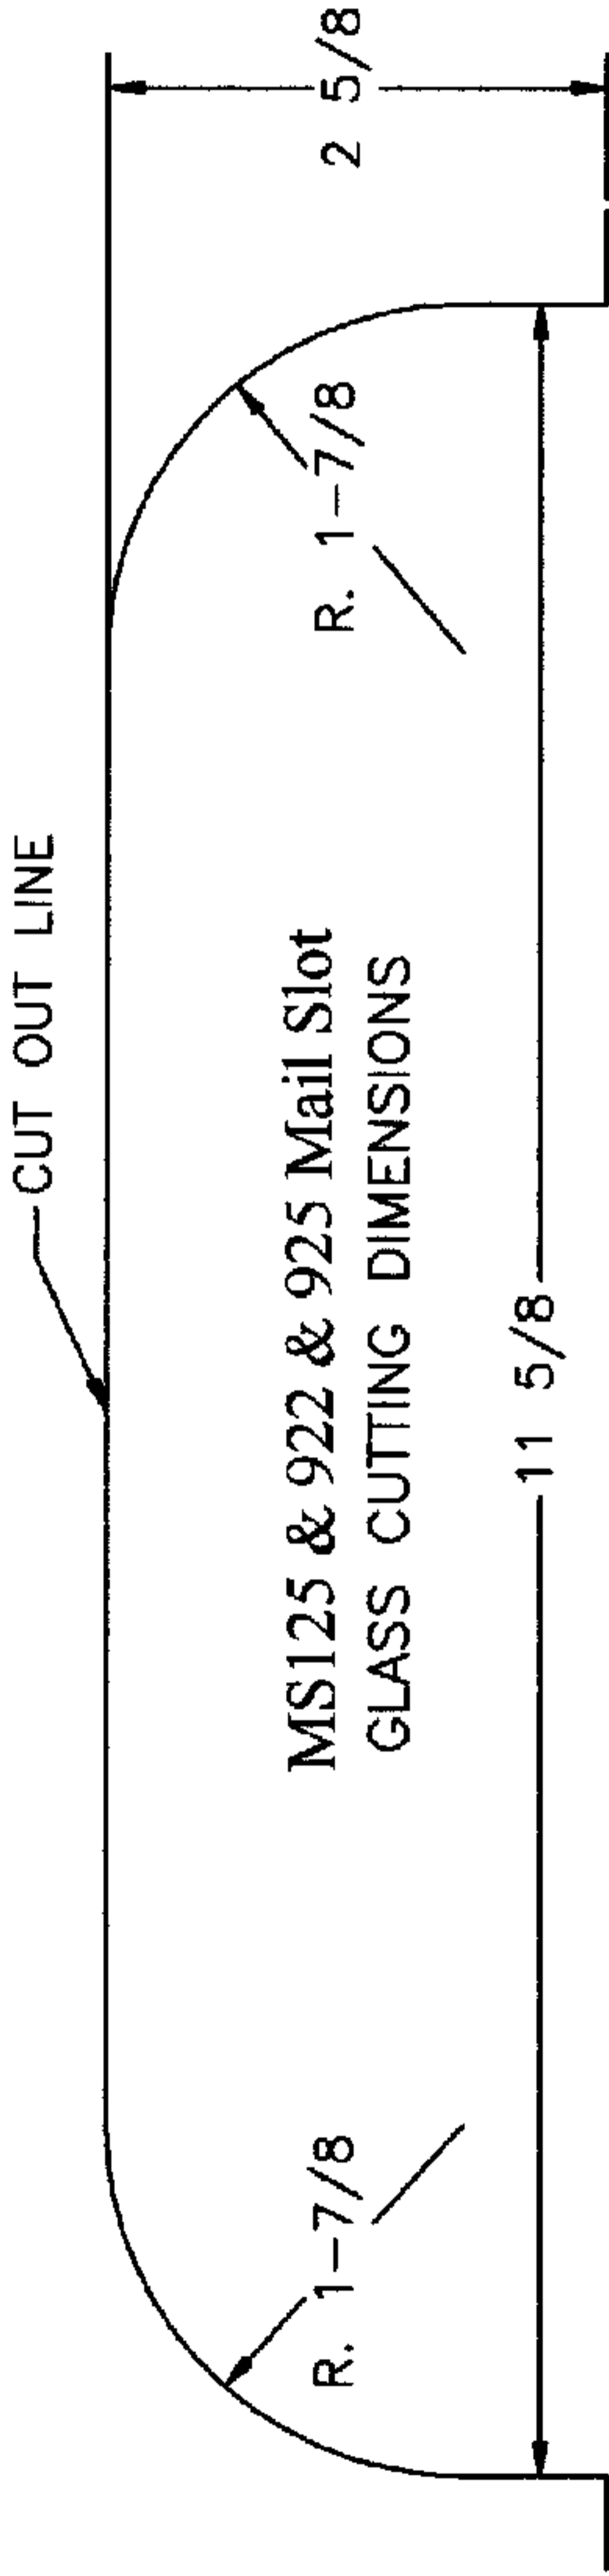 CUT OUT LINE
2 5/8
R. 1-7/8
R. 1-7/8
MS125 & 922 & 925 Mail Slot
GLASS CUTTING DIMENSIONS
11 5/8